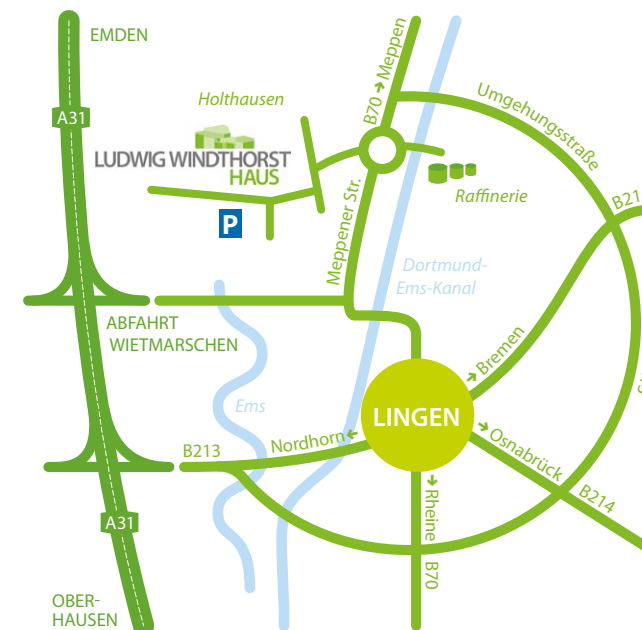 EMDEN
A31
Holthausen
LUDWIG WINDTHORST
HAUS
P
B70 → Meppen
Umgehungsstraße
Raffinerie
B21
Meppener Str.
Dortmund-
Ems-Kanal
ABFAHRT
WIETMARSCHEN
Bremen
Ems
LINGEN
B213
Nordhorn
Osnabrück
B214
Rheine
B70
A31
OBER-
HAUSEN